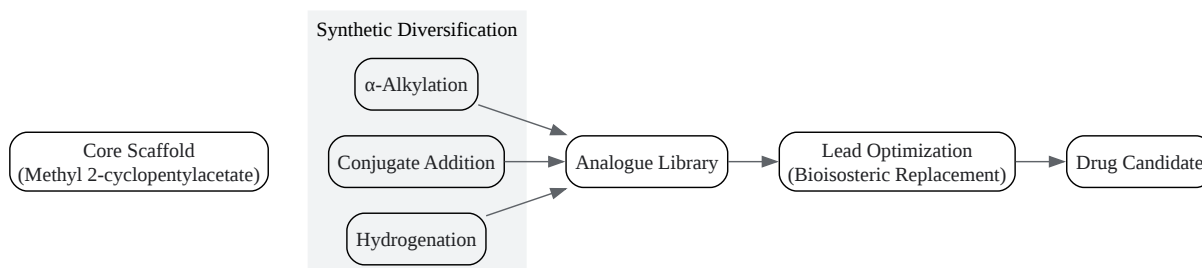 Synthetic Diversification
α-Alkylation
Core Scaffold
(Methyl 2-cyclopentylacetate)
Conjugate Addition
Analogue Library
Lead Optimization
(Bioisosteric Replacement)
Drug Candidate
Hydrogenation